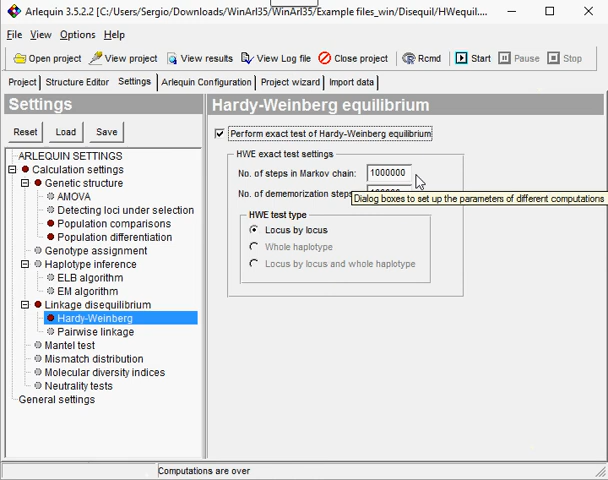 Arlequin 3.5.2.2 [C:/Users/Sergio/Downloads/WinArl35/WinArl35/Example files_win/Disequil/HWequil....
File View Options Help
Open project View project View results View Log file Close project Rcmd Start Pause Stop
Project Structure Editor Settings Arlequin Configuration Project wizard Import data
Settings
Reset Load Save
ARLEQUIN SETTINGS
Calculation settings
Genetic structure
AMOVA
Detecting loci under selection
Population comparisons
Population differentiation
Genotype assignment
Haplotype inference
ELB algorithm
EM algorithm
Linkage disequilibrium
Hardy-Weinberg
Pairwise linkage
Mantel test
Mismatch distribution
Molecular diversity indices
Neutrality tests
General settings
Hardy-Weinberg equilibrium
Perform exact test of Hardy-Weinberg equilibrium
HWE exact test settings
No. of steps in Markov chain: 1000000
No. of dememorization steps
Dialog boxes to set up the parameters of different computations
HWE test type
Locus by locus
Whole haplotype
Locus by locus and whole haplotype
Computations are over